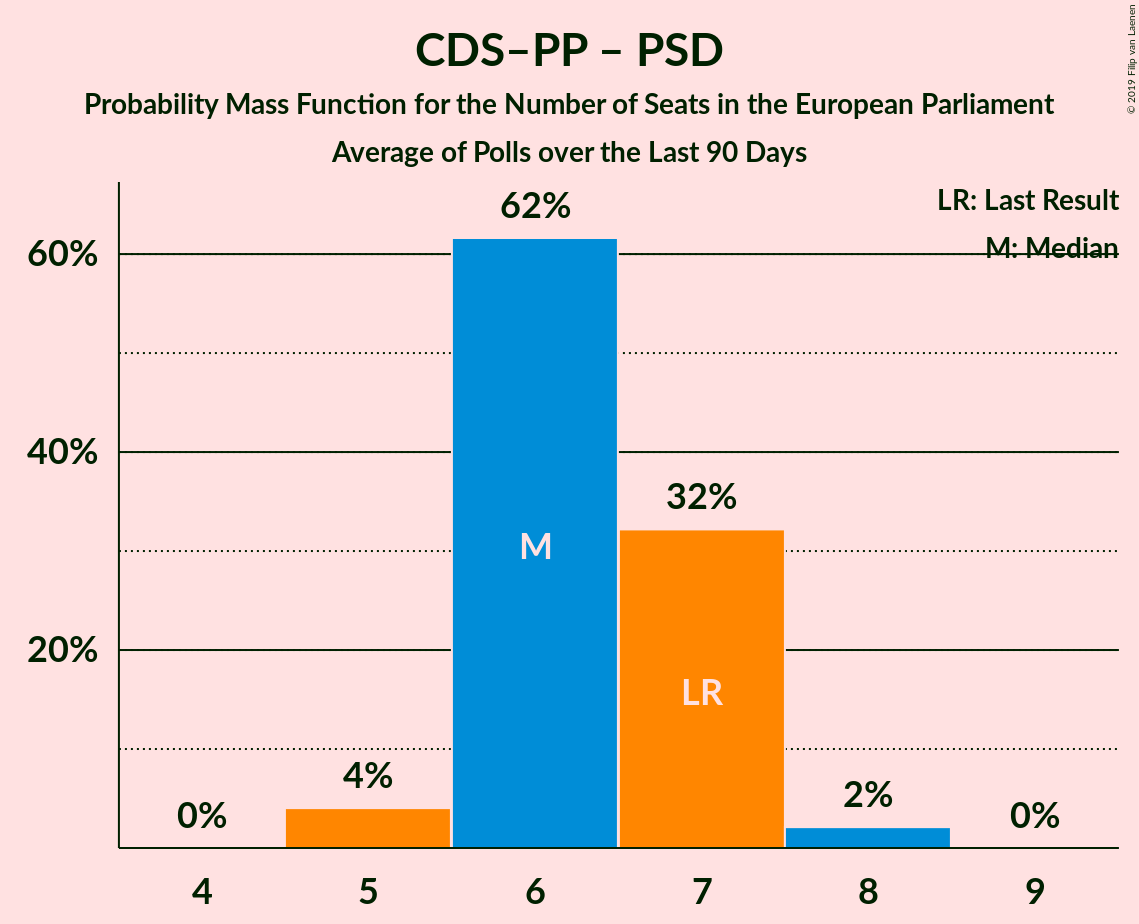 CDS–PP – PSD
Probability Mass Function for the Number of Seats in the European Parliament
Average of Polls over the Last 90 Days
© 2019 Filip van Laenen
LR: Last Result
M: Median
60%
40%
20%
0%
4%
62%
32%
2%
0%
M
LR
4
5
6
7
8
9